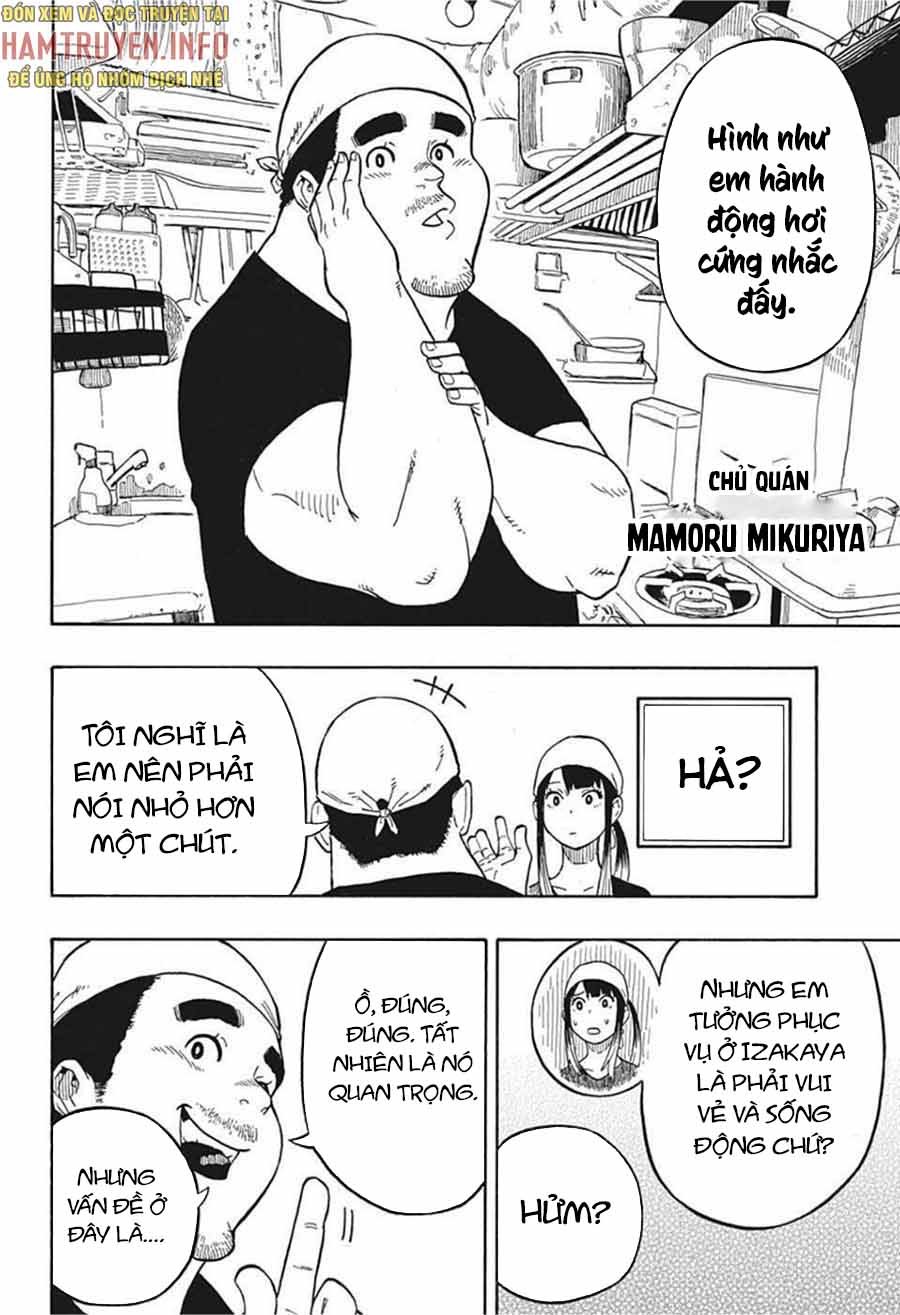 ĐÓN XEM VÀ ĐỌC TRUYỆN TẠI
HAMTRUYEN.INFO
ĐỂ ỦNG HỘ NHÓM DỊCH NHÉ
Hình như
em hành
động hơi
cứng nhắc
đấy.
CHỦ QUÁN
MAMORU MIKURIYA
HẢ?
TÔI NGHĨ LÀ
EM NÊN PHẢI
NÓI NHỎ HƠN
MỘT CHÚT.
NHƯNG EM
TƯỞNG PHỤC
VỤ Ở IZAKAYA
LÀ PHẢI VUI
VẺ VÀ SỐNG
ĐỘNG CHỨ?
HỬM?
Ồ, ĐÚNG,
ĐÚNG. TẤT
NHIÊN LÀ NÓ
QUAN TRỌNG.
NHƯNG
VẤN ĐỀ Ở
ĐÂY LÀ....